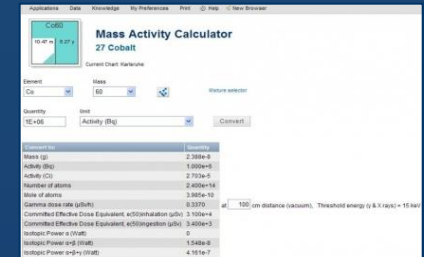 Applications Data Knowledge My Preferences Print Help New Browser
Co60
10.47 m 5.27 y
Mass Activity Calculator
27 Cobalt
Current Chart: Karlsruhe
Element Mass
Co 60 Mixture selector
Quantity Unit
1E+06 Activity (Bq) Convert
Convert to: Quantity
Mass (g) 2.388e-8
Activity (Bq) 1.000e+6
Activity (Ci) 2.703e-5
Number of atoms 2.400e+14
Mole of atoms 3.985e-10
Gamma dose rate (µSv/h) 0.3370 at 100 cm distance (vacuum), Threshold energy (γ & X rays) = 15 keV
Committed Effective Dose Equivalent, e(50)inhalation (µSv) 3.100e+4
Committed Effective Dose Equivalent, e(50)ingestion (µSv) 3.400e+3
Isotopic Power α (Watt) 0
Isotopic Power α+β (Watt) 1.548e-8
Isotopic Power α+β+γ (Watt) 4.161e-7